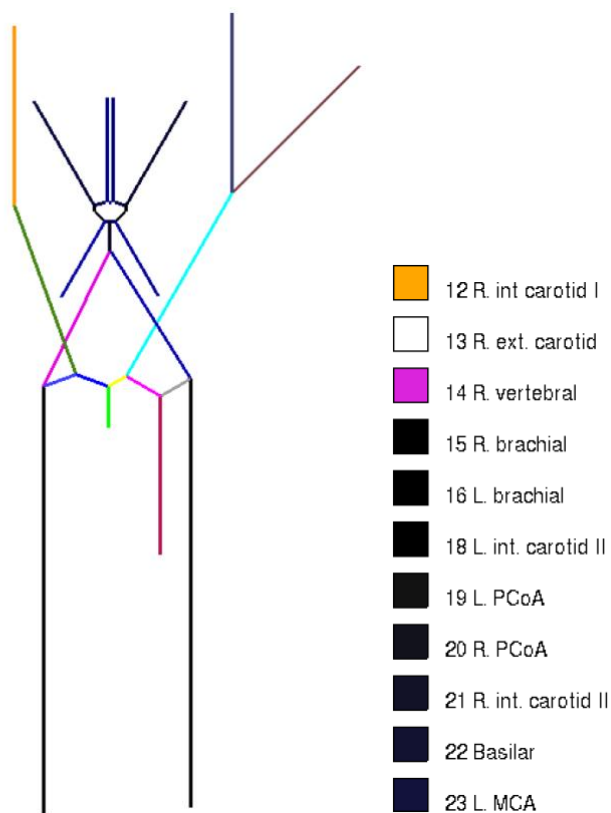 12 R. int carotid I
13 R. ext. carotid
14 R. vertebral
15 R. brachial
16 L. brachial
18 L. int. carotid II
19 L. PCoA
20 R. PCoA
21 R. int. carotid II
22 Basilar
23 L. MCA